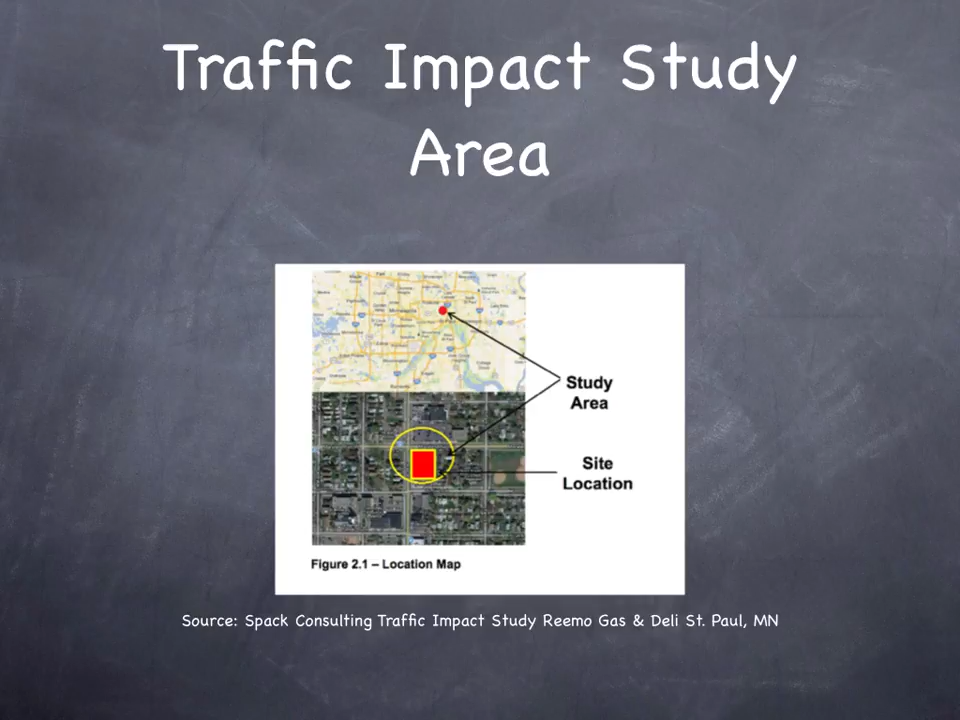 Traffic Impact Study
Area
Minneapolis
Study
Area
Site
Location
Figure 2.1 – Location Map
Source: Spack Consulting Traffic Impact Study Reemo Gas & Deli St. Paul, MN